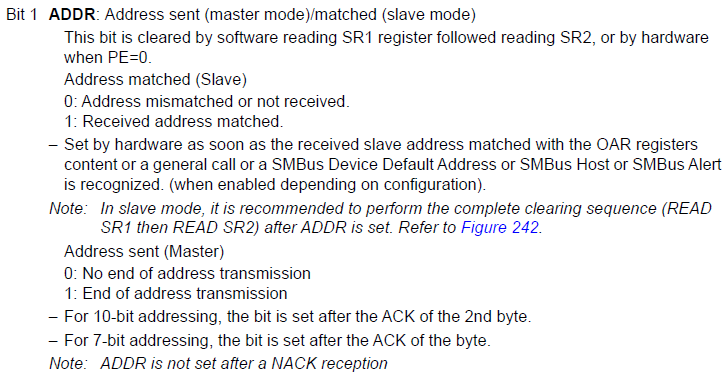 Bit 1 ADDR: Address sent (master mode)/matched (slave mode)
This bit is cleared by software reading SR1 register followed reading SR2, or by hardware
when PE=0.
Address matched (Slave)
0: Address mismatched or not received.
1: Received address matched.
– Set by hardware as soon as the received slave address matched with the OAR registers
content or a general call or a SMBus Device Default Address or SMBus Host or SMBus Alert
is recognized. (when enabled depending on configuration).
Note: In slave mode, it is recommended to perform the complete clearing sequence (READ
SR1 then READ SR2) after ADDR is set. Refer to Figure 242.
Address sent (Master)
0: No end of address transmission
1: End of address transmission
– For 10-bit addressing, the bit is set after the ACK of the 2nd byte.
– For 7-bit addressing, the bit is set after the ACK of the byte.
Note: ADDR is not set after a NACK reception